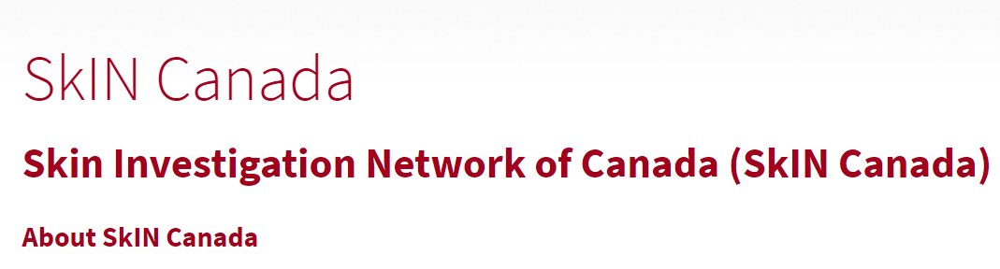 SkIN Canada
Skin Investigation Network of Canada (SkIN Canada)
About SkIN Canada